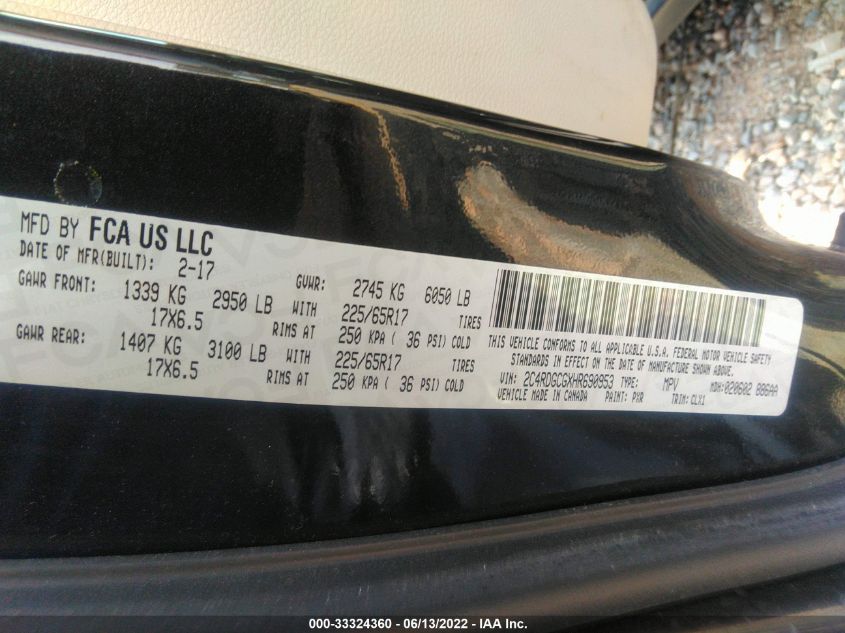 MFD BY FCA US LLC
DATE OF MFR(BUILT): 2-17 GVWR: 2745 KG 6050 LB
GAWR FRONT: 1339 KG 2950 LB WITH 225/65R17 TIRES
17X6.5 RIMS AT 250 KPA ( 36 PSI) COLD
GAWR REAR: 1407 KG 3100 LB WITH 225/65R17 TIRES
17X6.5 RIMS AT 250 KPA ( 36 PSI) COLD
THIS VEHICLE CONFORMS TO ALL APPLICABLE U.S.A. FEDERAL MOTOR VEHICLE SAFETY
STANDARDS IN EFFECT ON THE DATE OF MANUFACTURE SHOWN ABOVE.
VIN: 2C4RDGCGXHR690953 TYPE: MPV MDH:020602 886AA
VEHICLE MADE IN CANADA PAINT: PXR TRIM:CLX1
000-33324360 - 06/13/2022 - IAA Inc.